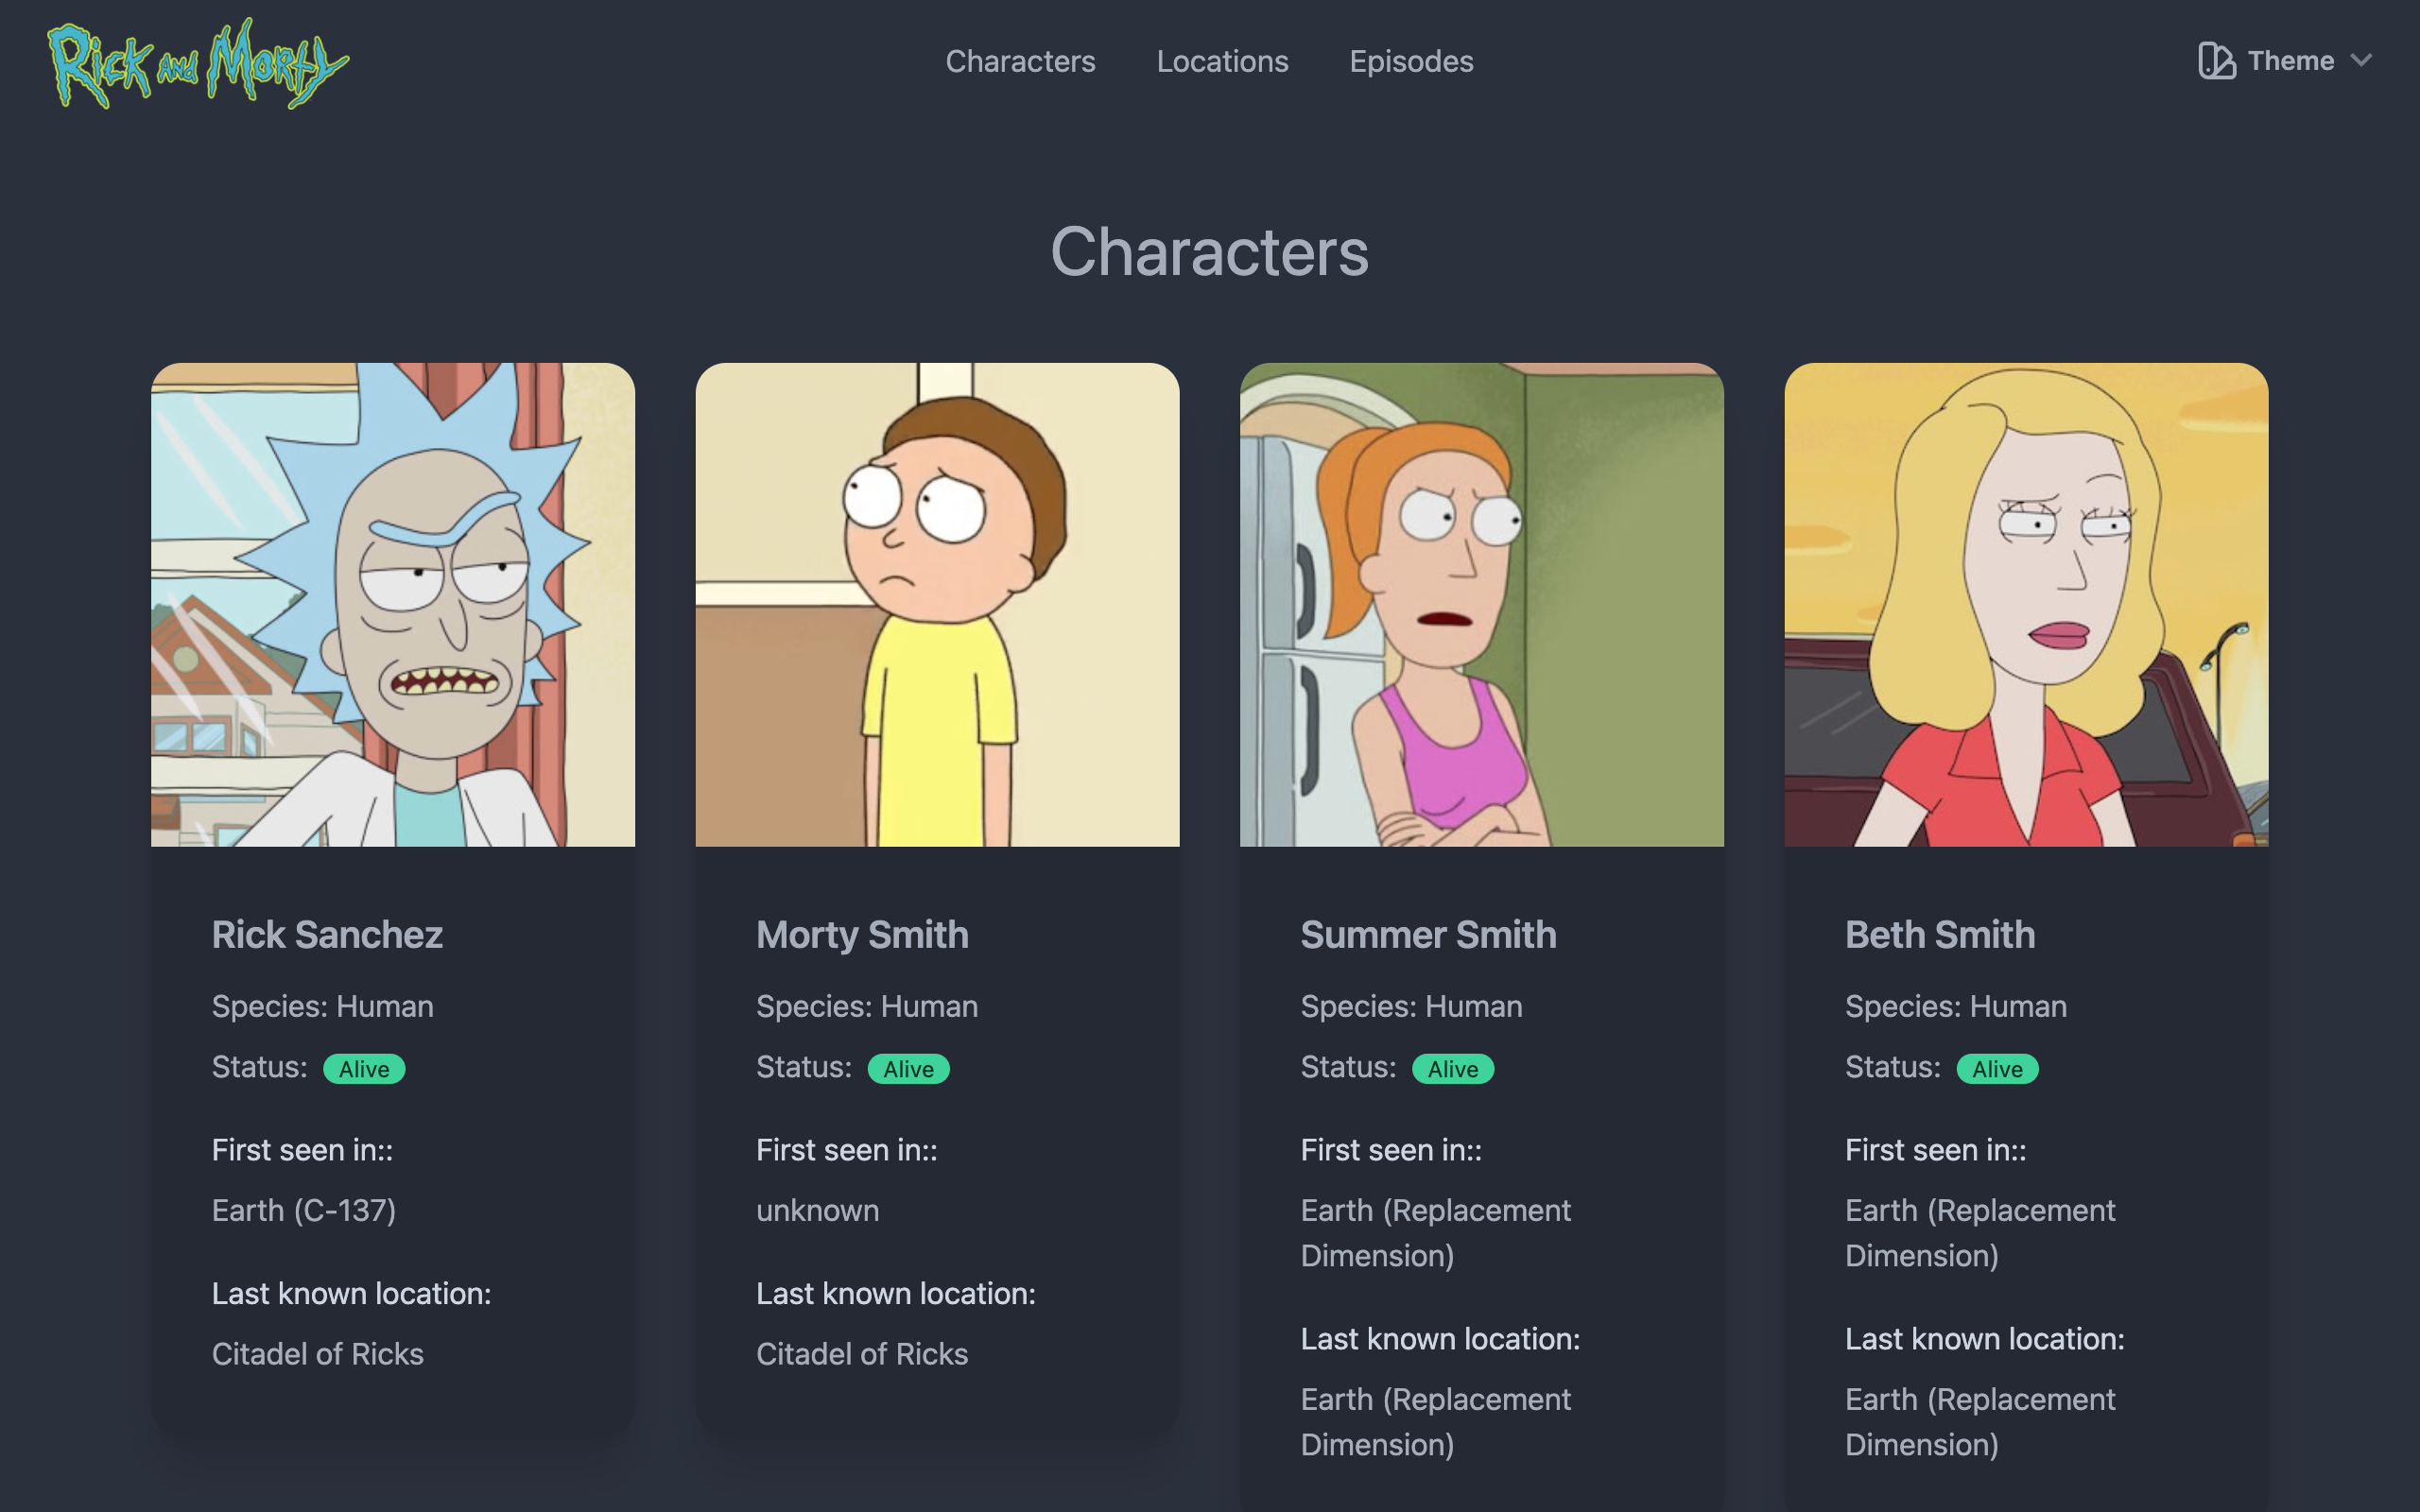 Rick and Morty
Characters
Locations
Episodes
Theme
Characters
Rick Sanchez
Species: Human
Status: Alive
First seen in::
Earth (C-137)
Last known location:
Citadel of Ricks
Morty Smith
Species: Human
Status: Alive
First seen in::
unknown
Last known location:
Citadel of Ricks
Summer Smith
Species: Human
Status: Alive
First seen in::
Earth (Replacement
Dimension)
Last known location:
Earth (Replacement
Dimension)
Beth Smith
Species: Human
Status: Alive
First seen in::
Earth (Replacement
Dimension)
Last known location:
Earth (Replacement
Dimension)